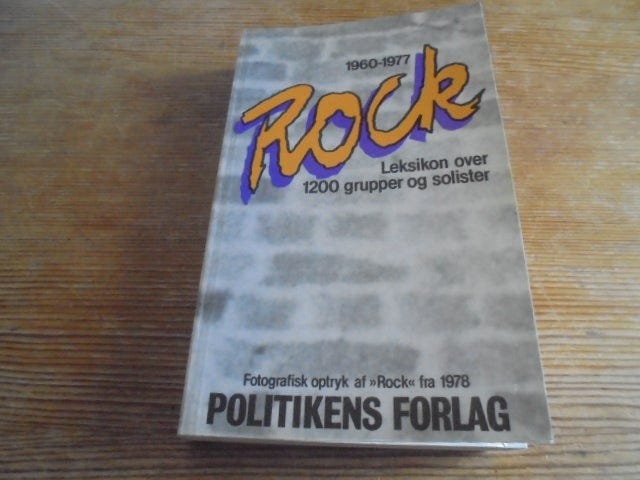 1960-1977
Rock
Leksikon over
1200 grupper og solister
Fotografisk optryk af »Rock« fra 1978
POLITIKENS FORLAG